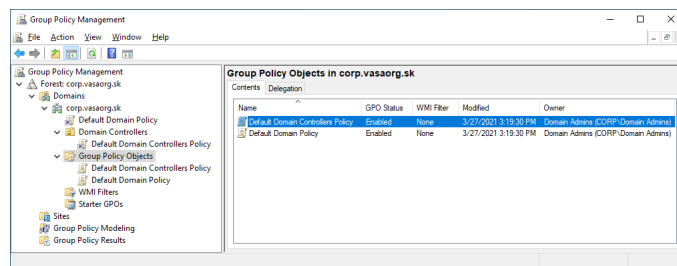 Group Policy Management
File Action View Window Help
Group Policy Management
Forest: corp.vasaorg.sk
Domains
corp.vasaorg.sk
Default Domain Policy
Domain Controllers
Default Domain Controllers Policy
Group Policy Objects
Default Domain Controllers Policy
Default Domain Policy
WMI Filters
Starter GPOs
Sites
Group Policy Modeling
Group Policy Results
Group Policy Objects in corp.vasaorg.sk
Contents Delegation
Name GPO Status WMI Filter Modified Owner
Default Domain Controllers Policy Enabled None 3/27/2021 3:19:30 PM Domain Admins (CORP\Domain Admins)
Default Domain Policy Enabled None 3/27/2021 3:19:30 PM Domain Admins (CORP\Domain Admins)